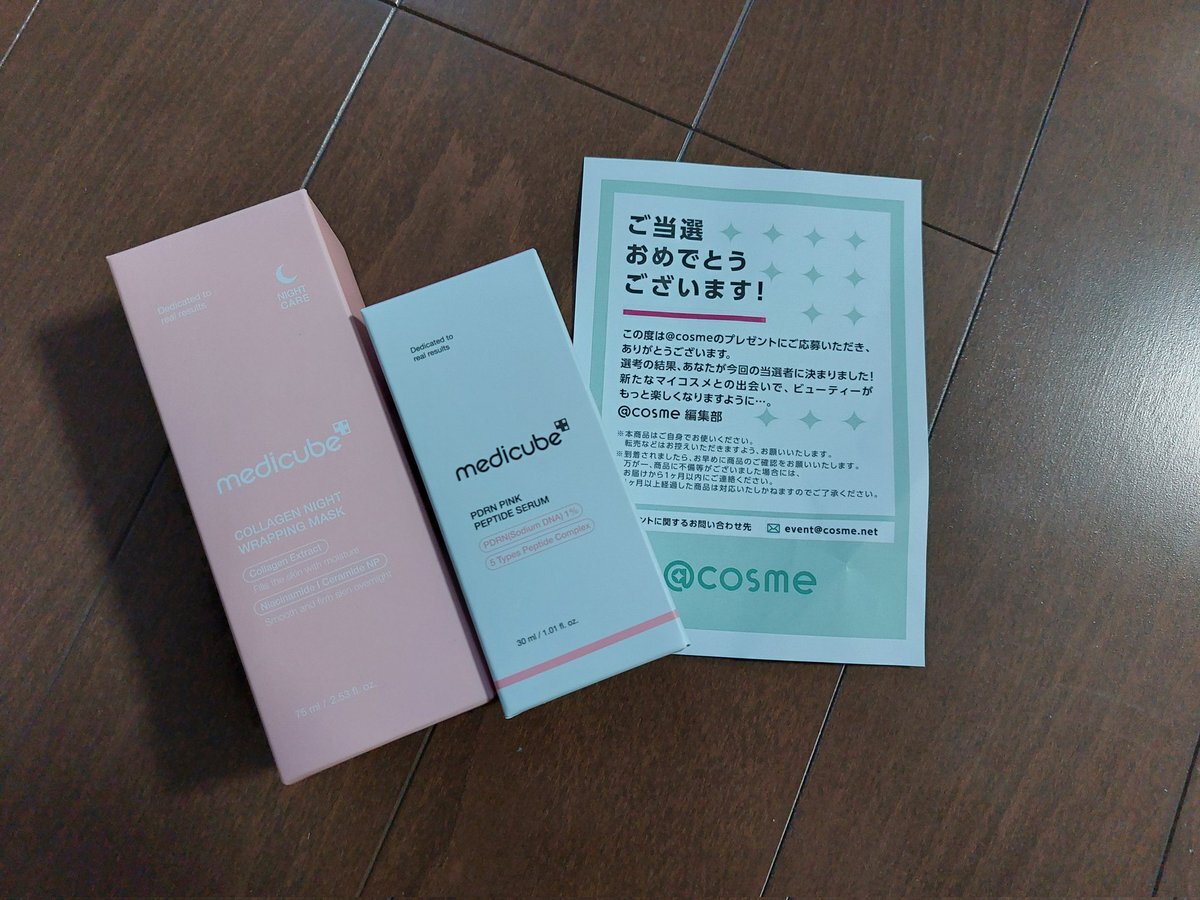 Dedicated to
real results
NIGHT
CARE
medicube
COLLAGEN NIGHT
WRAPPING MASK
Collagen Extract
Fills the skin with moisture
Niacinamide / Ceramide NP
Smooth and firm skin overnight
75 ml / 2.53 fl. oz.
Dedicated to
real results
medicube
PDRN PINK
PEPTIDE SERUM
PDRN(Sodium DNA) 1%
5 Types Peptide Complex
30 ml / 1.01 fl. oz.
ご当選
おめでとう
ございます!
この度は@cosmeのプレゼントにご応募いただき、
ありがとうございます。
選考の結果、あなたが今回の当選者に決まりました!
新たなマイコスメとの出会いで、ビューティーが
もっと楽しくなりますように…。
@cosme 編集部
※本商品はご自身でお使いください。
転売などはお控えいただきますよう、お願いいたします。
※到着されましたら、お早めに商品のご確認をお願いいたします。
万が一、商品に不備等がございました場合には、
お届けから1ヶ月以内にご連絡ください。
ヶ月以上経過した商品は対応いたしかねますのでご了承ください。
ントに関するお問い合わせ先 event@cosme.net
@cosme